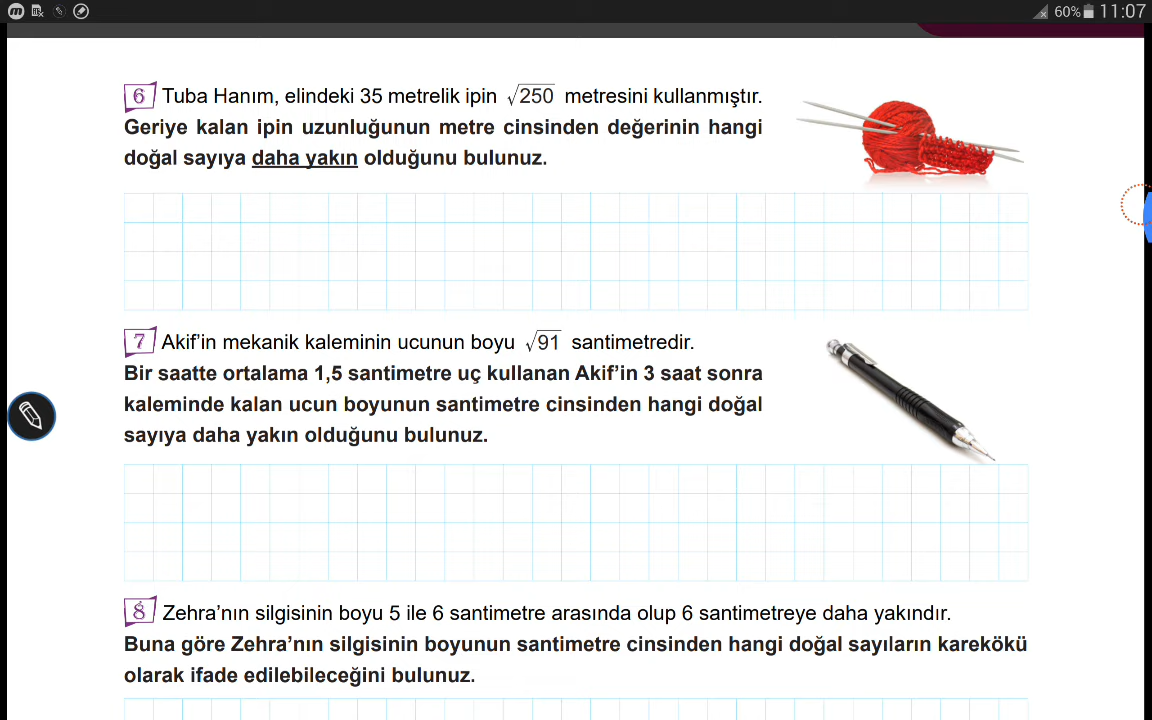 60% 11:07
6 Tuba Hanım, elindeki 35 metrelik ipin √250 metresini kullanmıştır.
Geriye kalan ipin uzunluğunun metre cinsinden değerinin hangi
doğal sayıya daha yakın olduğunu bulunuz.
7 Akif’in mekanik kaleminin ucunun boyu √91 santimetredir.
Bir saatte ortalama 1,5 santimetre uç kullanan Akif’in 3 saat sonra
kaleminde kalan ucun boyunun santimetre cinsinden hangi doğal
sayıya daha yakın olduğunu bulunuz.
8 Zehra’nın silgisinin boyu 5 ile 6 santimetre arasında olup 6 santimetreye daha yakındır.
Buna göre Zehra’nın silgisinin boyunun santimetre cinsinden hangi doğal sayıların karekökü
olarak ifade edilebileceğini bulunuz.